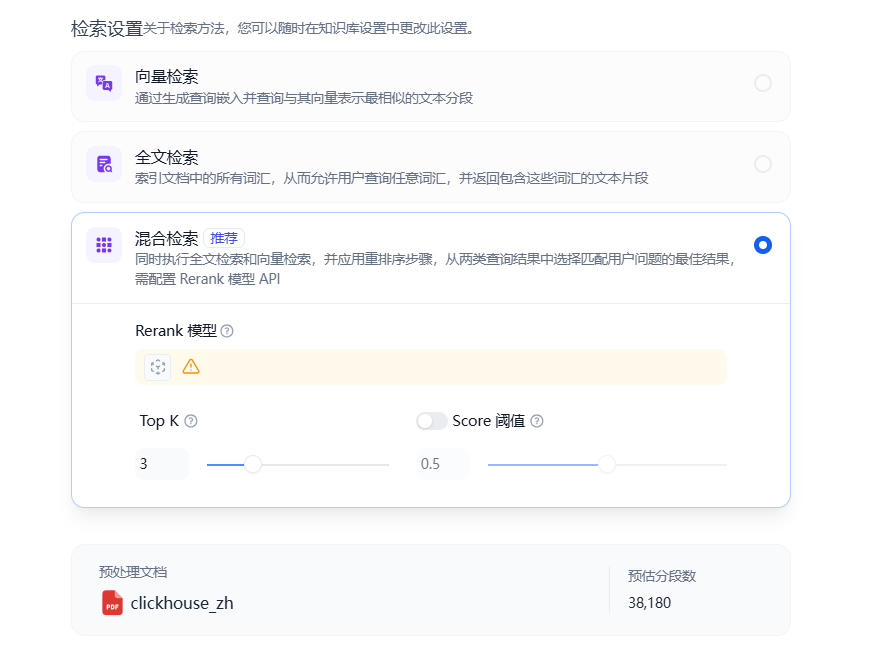 检索设置关于检索方法，您可以随时在知识库设置中更改此设置。
向量检索
通过生成查询嵌入并查询与其向量表示最相似的文本分段
全文检索
索引文档中的所有词汇，从而允许用户查询任意词汇，并返回包含这些词汇的文本片段
混合检索 推荐
同时执行全文检索和向量检索，并应用重排序步骤，从两类查询结果中选择匹配用户问题的最佳结果，
需配置 Rerank 模型 API
Rerank 模型
Top K Score 阈值
3 0.5
预处理文档 预估分段数
PDF clickhouse_zh 38,180